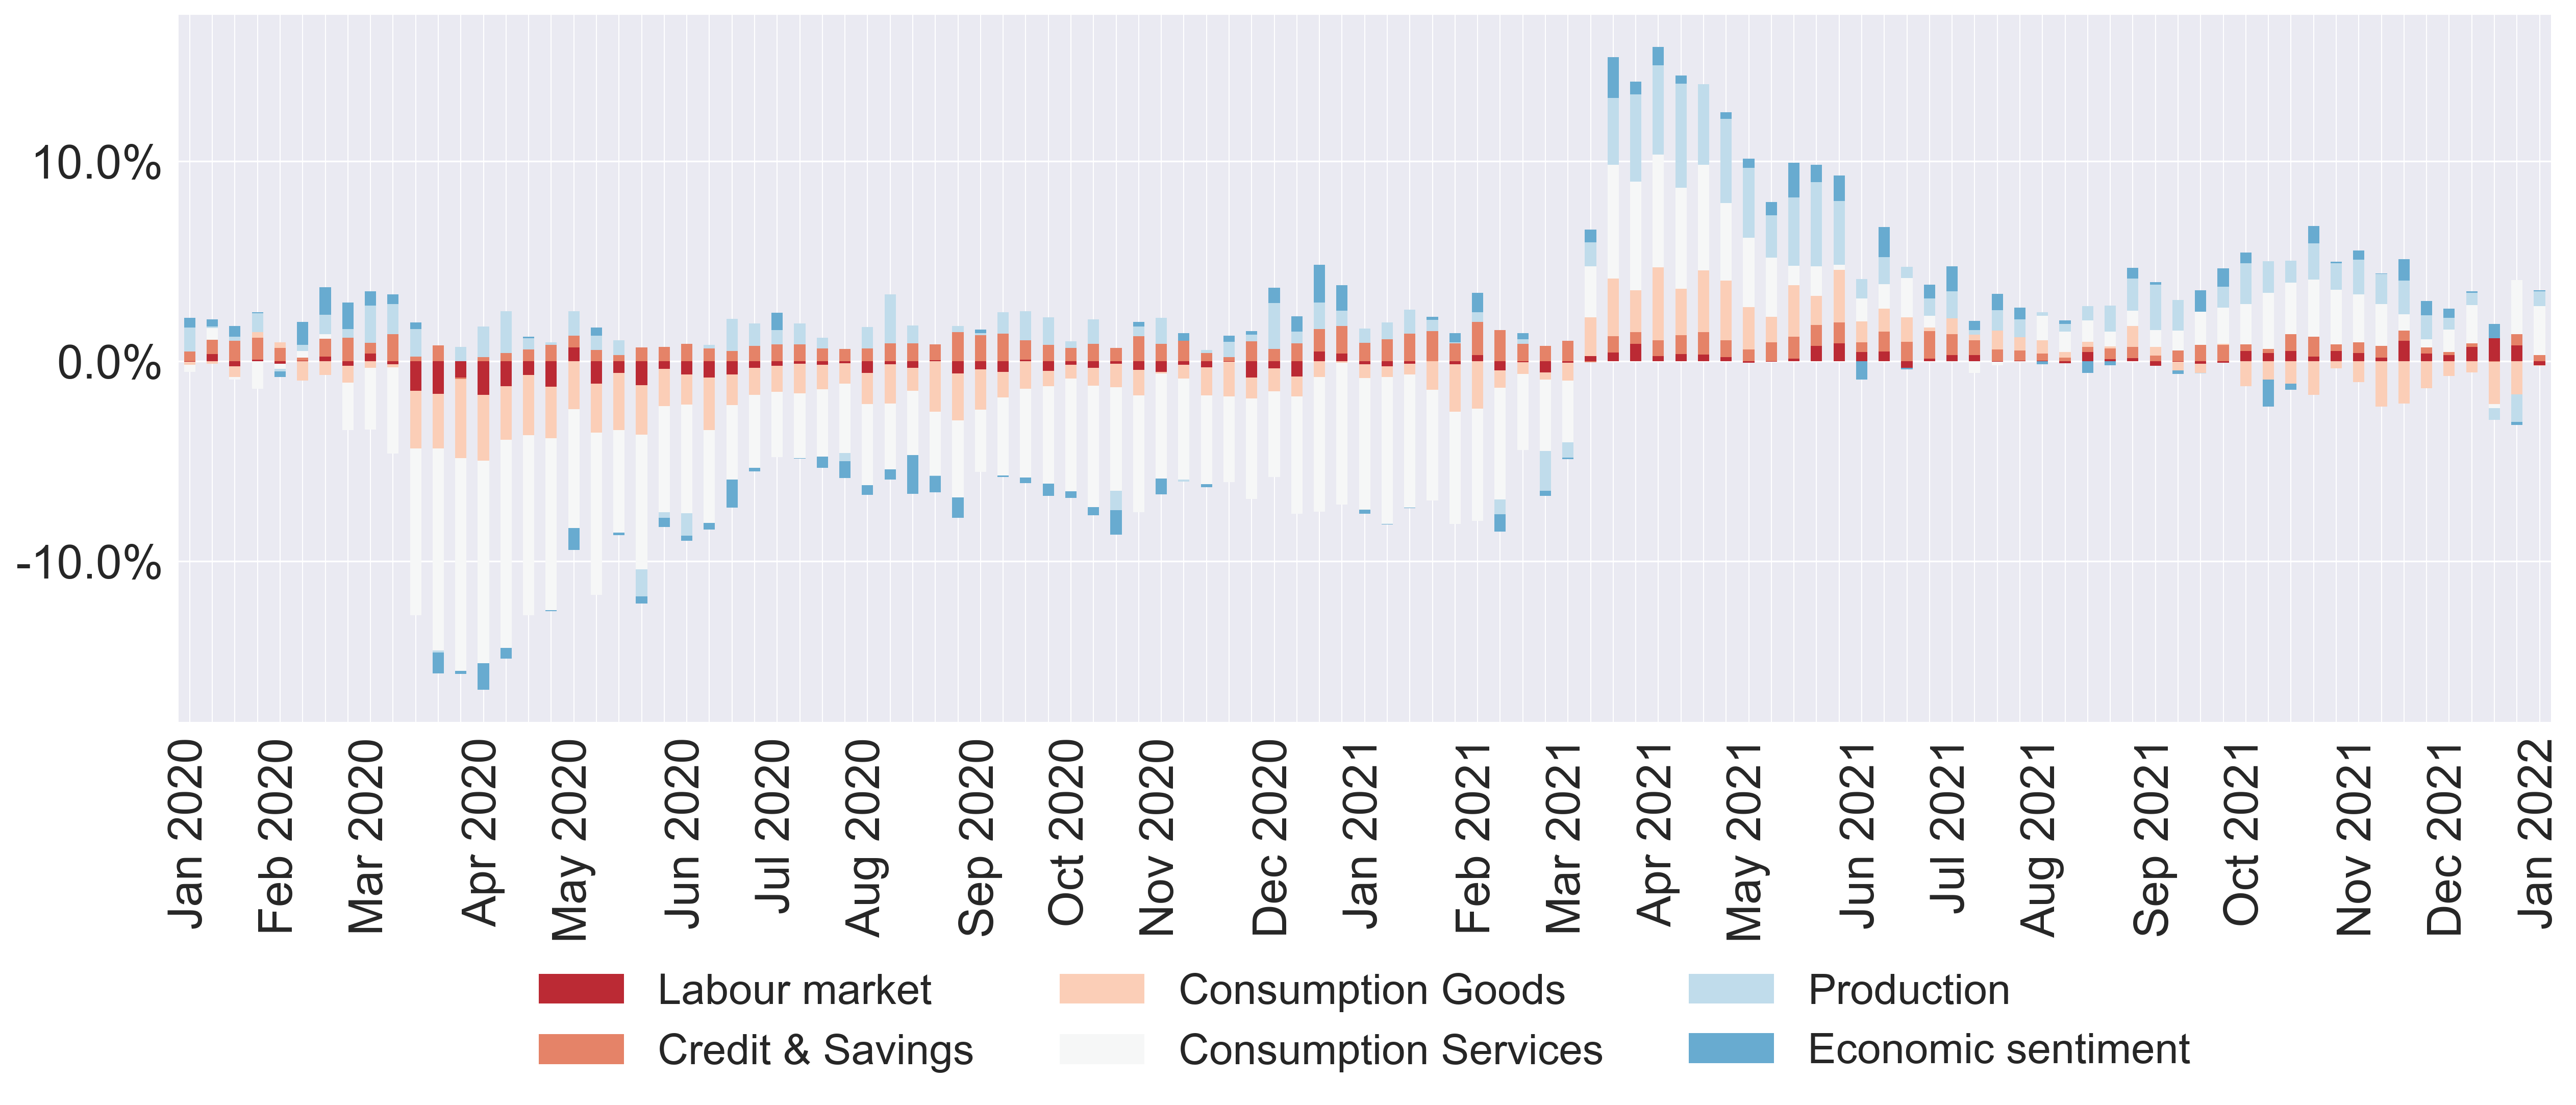 10.0%
0.0%
-10.0%
Jan 2020
Feb 2020
Mar 2020
Apr 2020
May 2020
Jun 2020
Jul 2020
Aug 2020
Sep 2020
Oct 2020
Nov 2020
Dec 2020
Jan 2021
Feb 2021
Mar 2021
Apr 2021
May 2021
Jun 2021
Jul 2021
Aug 2021
Sep 2021
Oct 2021
Nov 2021
Dec 2021
Jan 2022
Labour market
Consumption Goods
Production
Credit & Savings
Consumption Services
Economic sentiment